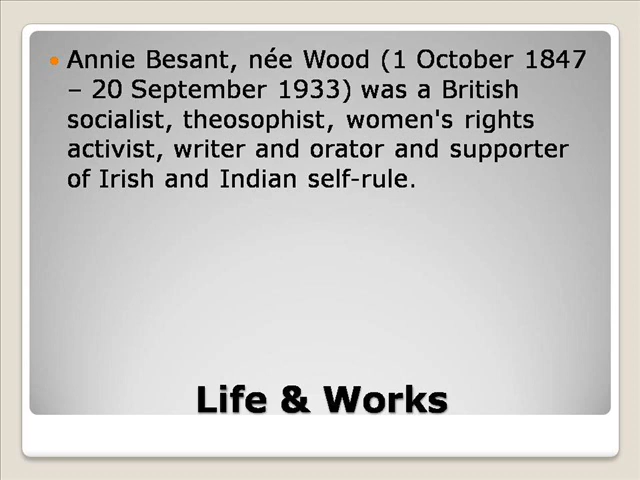 Annie Besant, née Wood (1 October 1847
– 20 September 1933) was a British
socialist, theosophist, women's rights
activist, writer and orator and supporter
of Irish and Indian self-rule.
Life & Works